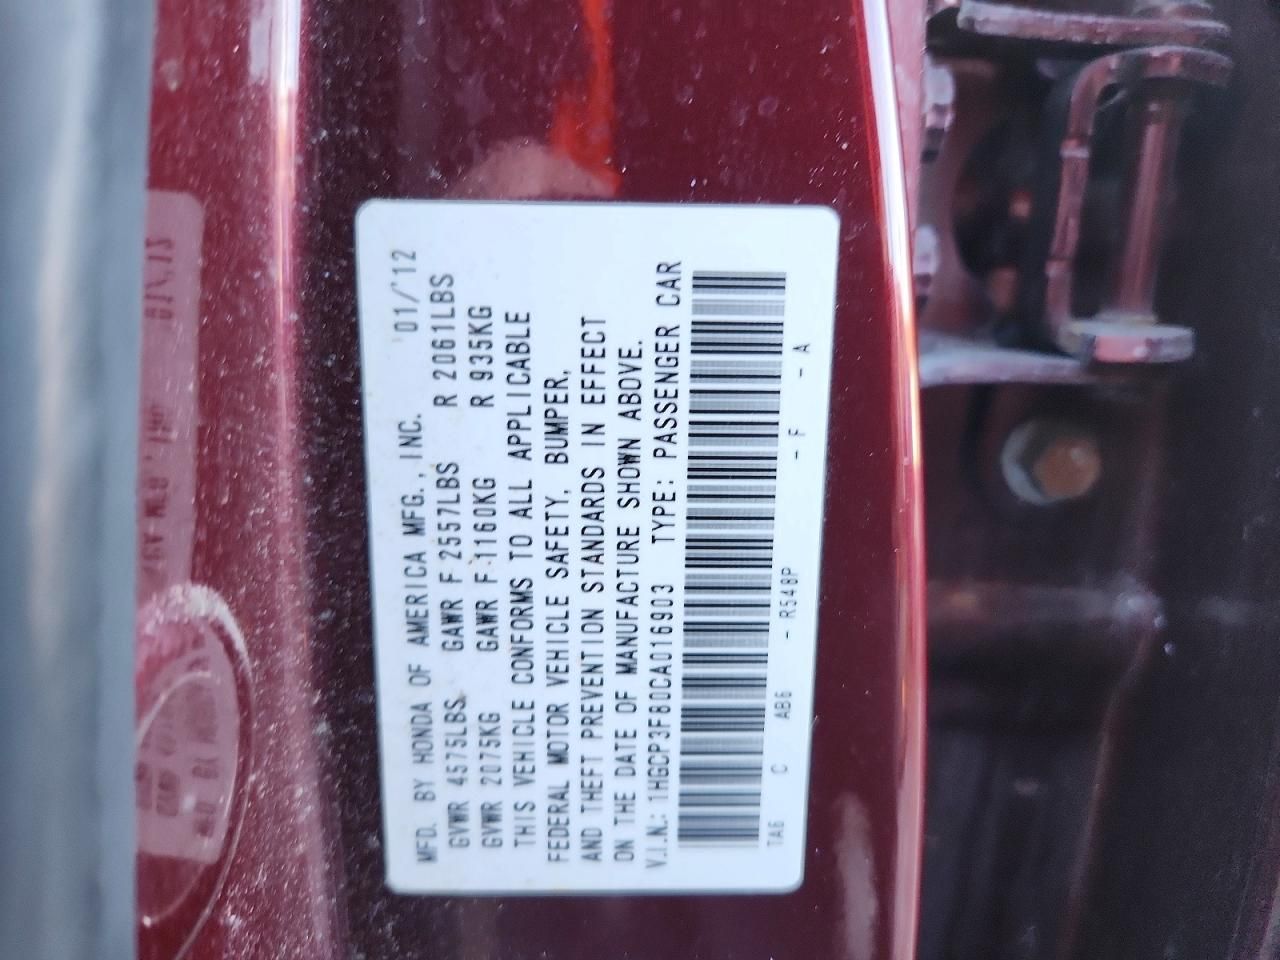 MFD. BY HONDA OF AMERICA MFG., INC. 01/'12
GVWR 4575LBS GAWR F 2557LBS R 2061LBS
GVWR 2075KG GAWR F 1160KG R 935KG
THIS VEHICLE CONFORMS TO ALL APPLICABLE
FEDERAL MOTOR VEHICLE SAFETY, BUMPER,
AND THEFT PREVENTION STANDARDS IN EFFECT
ON THE DATE OF MANUFACTURE SHOWN ABOVE.
V.I.N.: 1HGCP3F80CA016903 TYPE: PASSENGER CAR
TA6 C AB6 - R548P - F - A